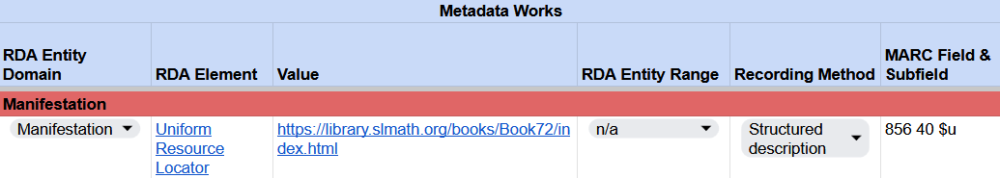 Metadata Works
RDA Entity Domain RDA Element Value RDA Entity Range Recording Method MARC Field & Subfield
Manifestation
Manifestation Uniform Resource Locator https://library.slmath.org/books/Book72/index.html n/a Structured description 856 40 $u